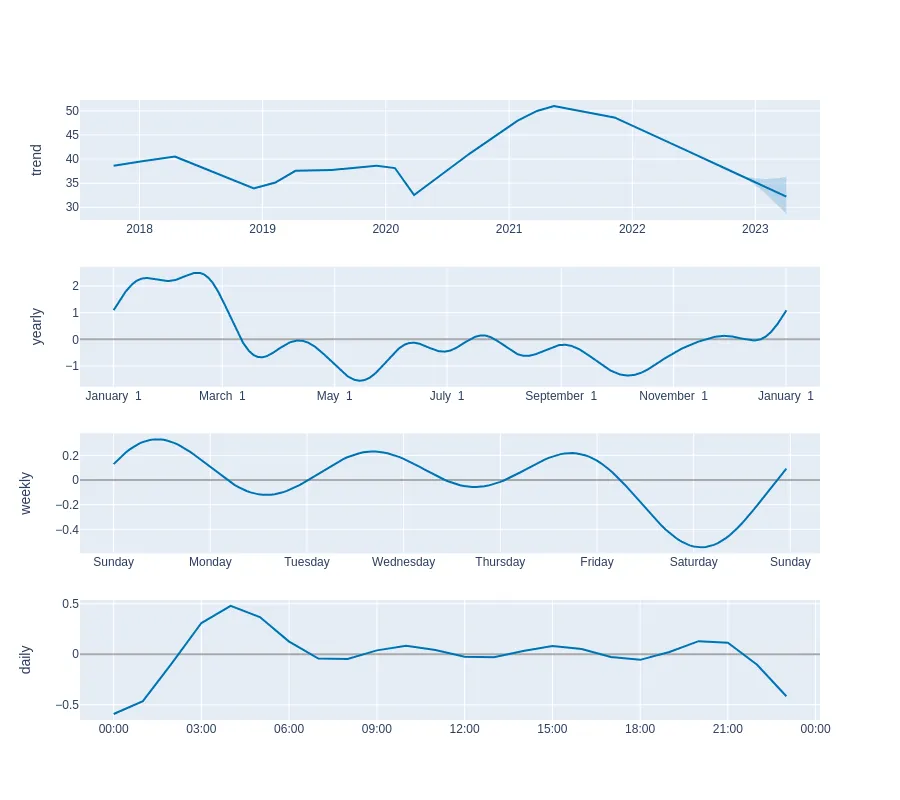 trend
50
45
40
35
30
2018 2019 2020 2021 2022 2023
yearly
2
1
0
−1
January 1 March 1 May 1 July 1 September 1 November 1 January 1
weekly
0.2
0
−0.2
−0.4
Sunday Monday Tuesday Wednesday Thursday Friday Saturday Sunday
daily
0.5
0
−0.5
00:00 03:00 06:00 09:00 12:00 15:00 18:00 21:00 00:00